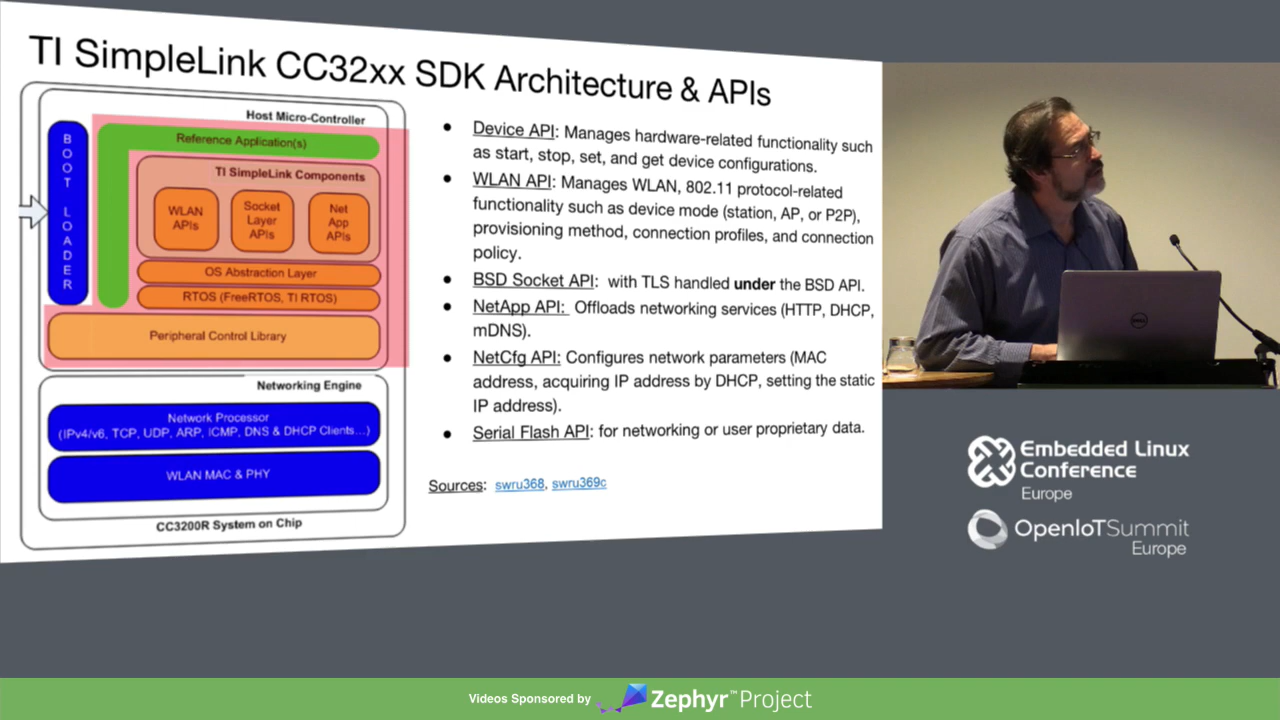 TI SimpleLink CC32xx SDK Architecture & APIs
Host Micro-Controller
BOOT LOADER
Reference Application(s)
TI SimpleLink Components
WLAN
APIs
Socket
Layer
APIs
Net
App
APIs
OS Abstraction Layer
RTOS (FreeRTOS, TI RTOS)
Peripheral Control Library
Networking Engine
Network Processor
(IPv4/v6, TCP, UDP, ARP, ICMP, DNS & DHCP Clients...)
WLAN MAC & PHY
CC3200R System on Chip
• Device API: Manages hardware-related functionality such
as start, stop, set, and get device configurations.
• WLAN API: Manages WLAN, 802.11 protocol-related
functionality such as device mode (station, AP, or P2P),
provisioning method, connection profiles, and connection
policy.
• BSD Socket API: with TLS handled under the BSD API.
• NetApp API: Offloads networking services (HTTP, DHCP,
mDNS).
• NetCfg API: Configures network parameters (MAC
address, acquiring IP address by DHCP, setting the static
IP address).
• Serial Flash API: for networking or user proprietary data.
Sources: swru368, swru369c
DELL
Embedded Linux
Conference
Europe
OpenIoTSummit
Europe
Videos Sponsored by Zephyr™Project